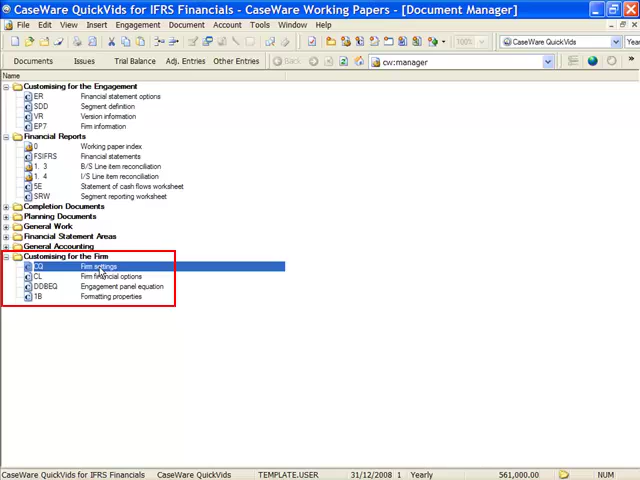 CaseWare QuickVids for IFRS Financials - CaseWare Working Papers - [Document Manager]
File Edit View Insert Engagement Document Account Tools Window Help
100% CaseWare QuickVids Year
Documents Issues Trial Balance Adj. Entries Other Entries Back cw:manager
Name
Customising for the Engagement
ER Financial statement options
SDD Segment definition
VR Version information
EP7 Firm information
Financial Reports
0 Working paper index
FSIFRS Financial statements
1. 3 B/S Line item reconciliation
1. 4 I/S Line item reconciliation
5E Statement of cash flows worksheet
SRW Segment reporting worksheet
Completion Documents
Planning Documents
General Work
Financial Statement Areas
General Accounting
Customising for the Firm
CQ Firm settings
CL Firm financial options
DDBEQ Engagement panel equation
1B Formatting properties
CaseWare QuickVids for IFRS Financials CaseWare QuickVids TEMPLATE.USER 31/12/2008 1 Yearly 561,000.00 NUM